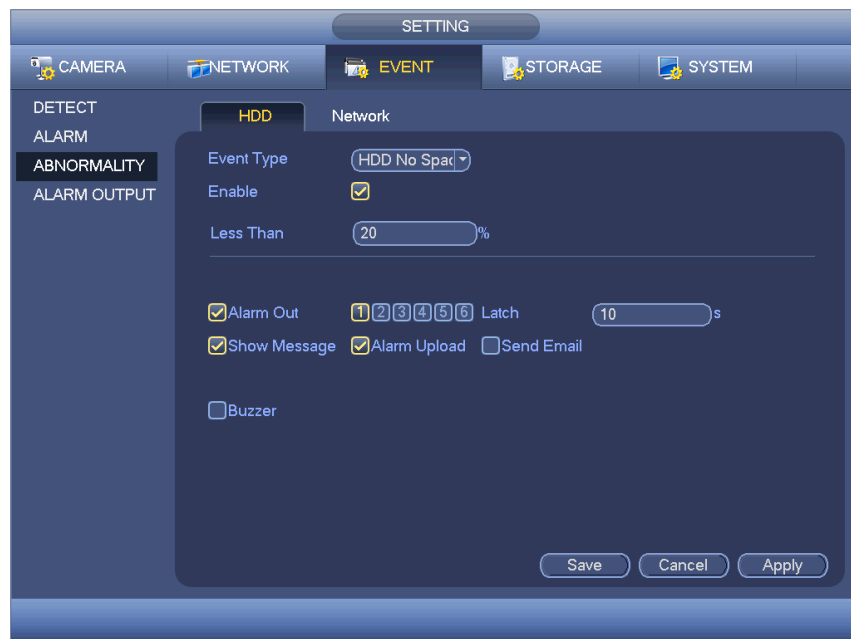 SETTING
CAMERA NETWORK EVENT STORAGE SYSTEM
DETECT
ALARM
ABNORMALITY
ALARM OUTPUT
HDD Network
Event Type HDD No Spac
Enable
Less Than 20 %
Alarm Out 1 2 3 4 5 6 Latch 10 s
Show Message Alarm Upload Send Email
Buzzer
Save Cancel Apply